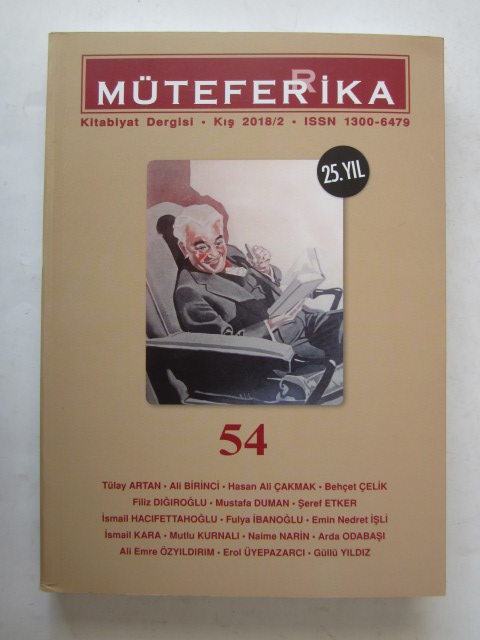 MÜTEFERRİKA
Kitabiyat Dergisi • Kış 2018/2 • ISSN 1300-6479
25.YIL
54
Tülay ARTAN • Ali BİRİNCİ • Hasan Ali ÇAKMAK • Behçet ÇELİK
Filiz DIĞIROĞLU • Mustafa DUMAN • Şeref ETKER
İsmail HACIFETTAHOĞLU • Fulya İBANOĞLU • Emin Nedret İŞLİ
İsmail KARA • Mutlu KURNALI • Naime NARİN • Arda ODABAŞI
Ali Emre ÖZYILDIRIM • Erol ÜYEPAZARCI • Güllü YILDIZ